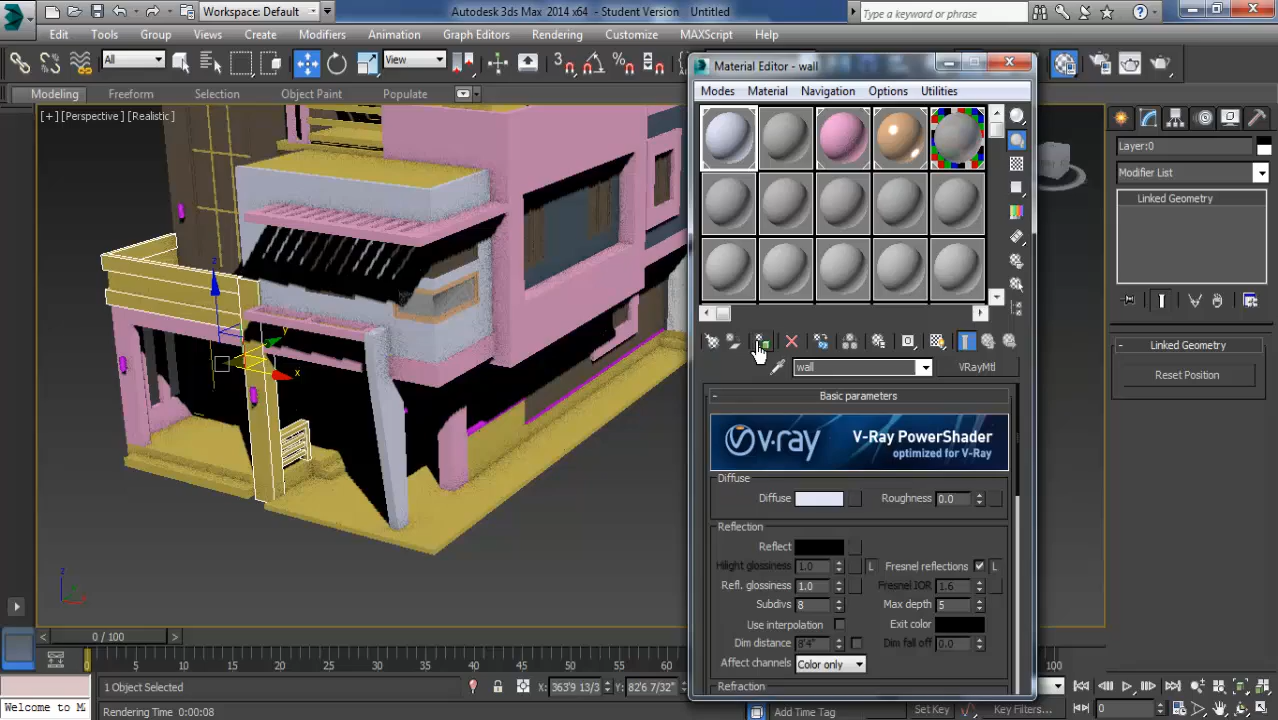 Workspace: Default
Autodesk 3ds Max 2014 x64 - Student Version Untitled
Type a keyword or phrase
Edit Tools Group Views Create Modifiers Animation Graph Editors Rendering Customize MAXScript Help
All
View
Modeling Freeform Selection Object Paint Populate
[+] [Perspective] [Realistic]
Material Editor - wall
Modes Material Navigation Options Utilities
wall
VRayMtl
- Basic parameters
v·ray
V-Ray PowerShader
optimized for V-Ray
Diffuse
Diffuse
Roughness 0.0
Reflection
Reflect
Hilight glossiness 1.0 L
Fresnel reflections L
Refl. glossiness 1.0
Fresnel IOR 1.6
Subdivs 8
Max depth 5
Use interpolation
Exit color
Dim distance 8'4"
Dim fall off 0.0
Affect channels Color only
Refraction
Layer:0
Modifier List
Linked Geometry
- Linked Geometry
Reset Position
z
y
x
z
0 / 100
0 5 10 15 20 25 30 35 40 45 50 55 60 100
1 Object Selected
X: 363'9 13/3 Y: 82'6 7/32"
Welcome to M
Rendering Time 0:00:08
Add Time Tag
Set Key
Key Filters...
0